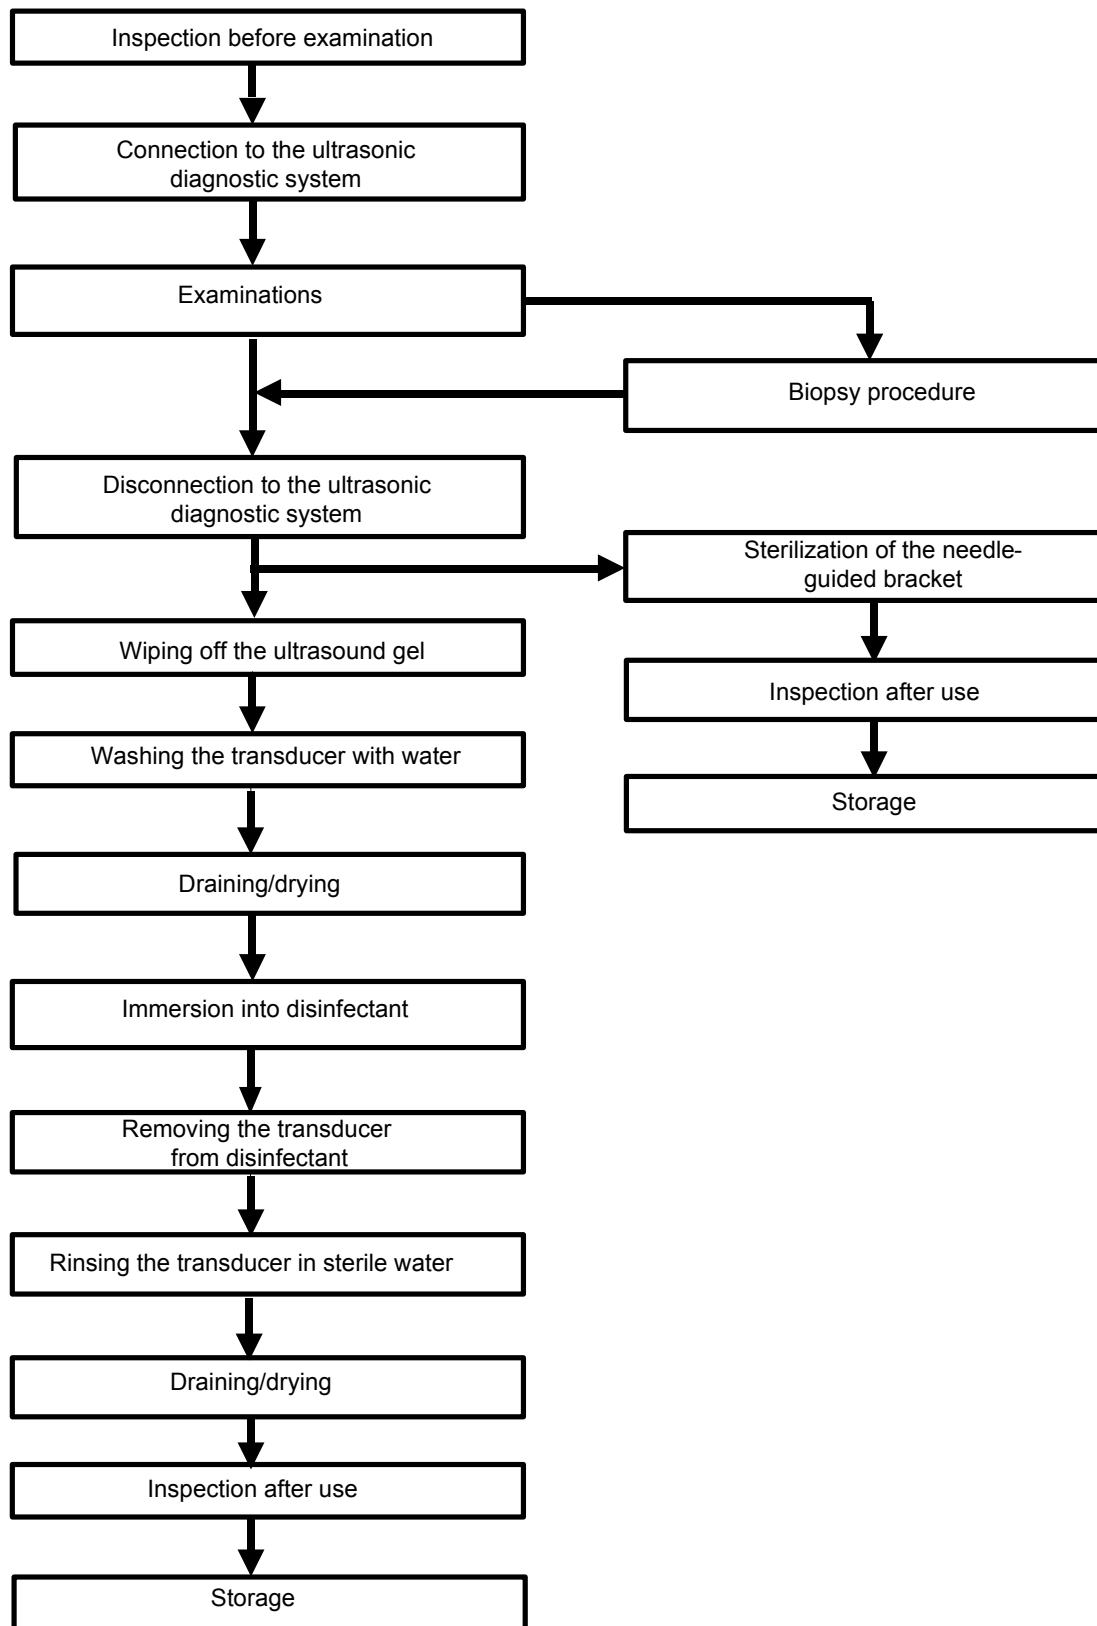 Inspection before examination
Connection to the ultrasonic
diagnostic system
Examinations
Biopsy procedure
Disconnection to the ultrasonic
diagnostic system
Sterilization of the needle-
guided bracket
Wiping off the ultrasound gel
Inspection after use
Washing the transducer with water
Storage
Draining/drying
Immersion into disinfectant
Removing the transducer
from disinfectant
Rinsing the transducer in sterile water
Draining/drying
Inspection after use
Storage